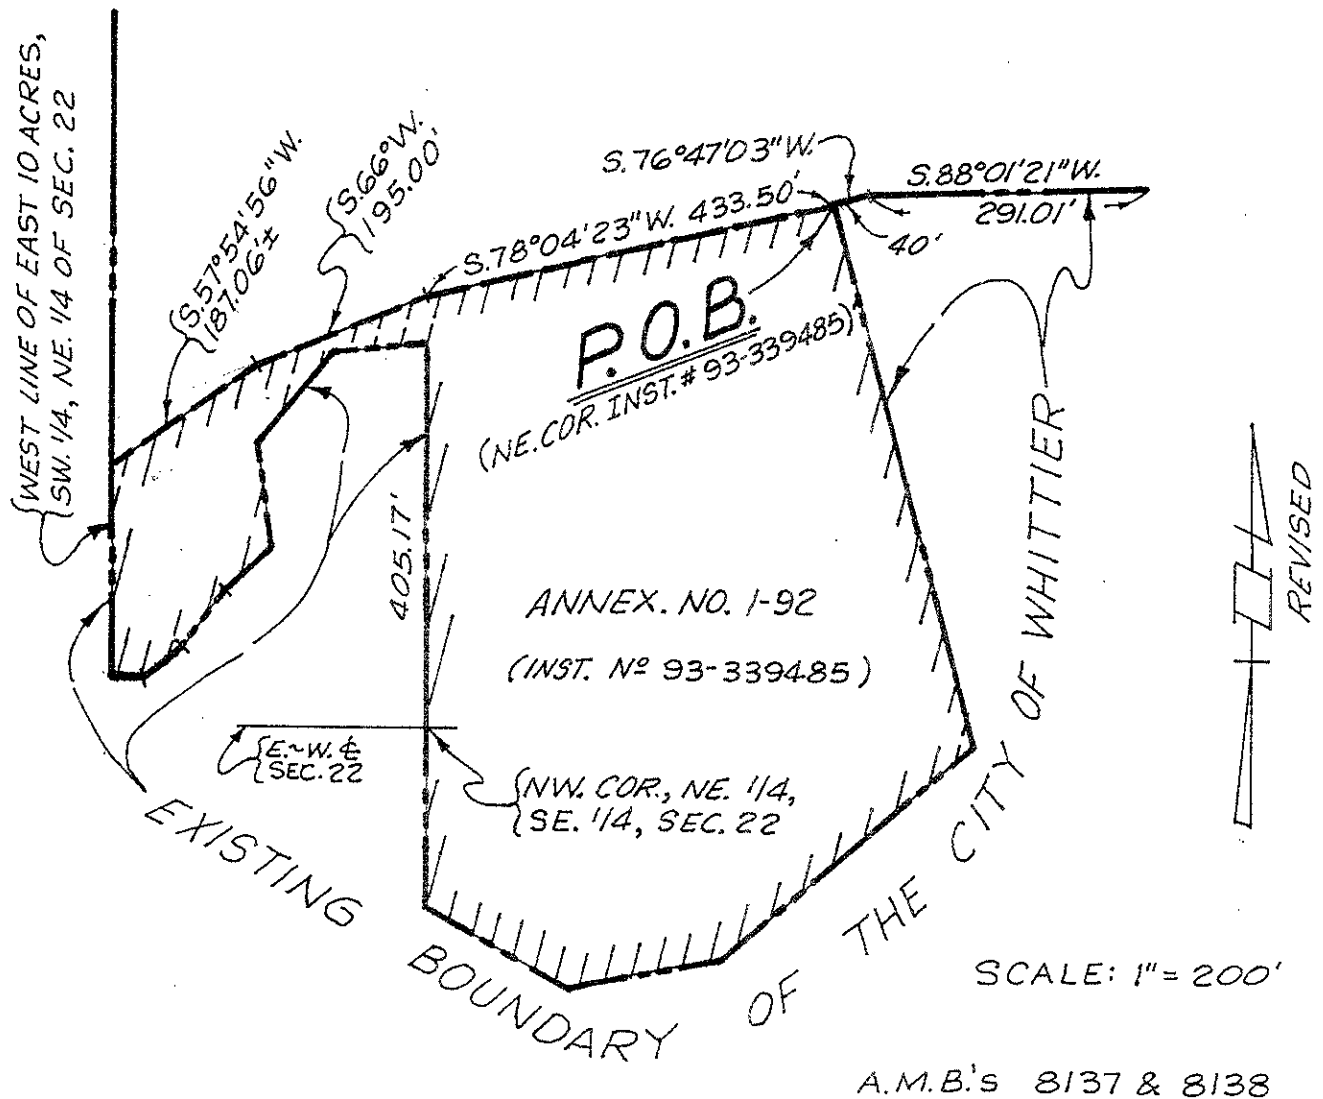 WEST LINE OF EAST 10 ACRES,
SW. 1/4, NE. 1/4 OF SEC. 22
S.57°54'56"W.
187.06'±
S.66°W.
195.00'
S.78°04'23"W. 433.50'
S.76°47'03"W.
S.88°01'21"W.
291.01'
40'
P.O.B.
(NE.COR. INST.# 93-339485)
405.17'
ANNEX. NO. 1-92
(INST. Nº 93-339485)
E.~W. ℄
SEC.22
NW. COR., NE. 1/4,
SE. 1/4, SEC. 22
EXISTING BOUNDARY OF THE CITY OF WHITTIER
REVISED
SCALE: 1"= 200'
A.M.B.'s 8137 & 8138